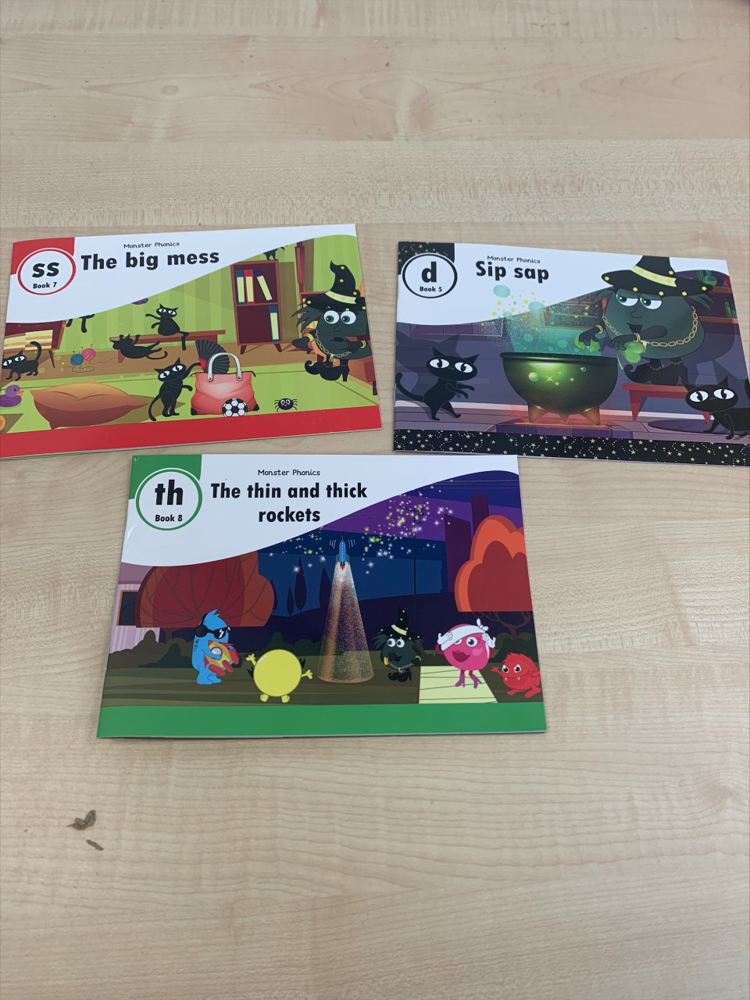 Monster Phonics
ss
The big mess
Book 7
Monster Phonics
d
Sip sap
Book 5
Monster Phonics
th
The thin and thick
rockets
Book 8